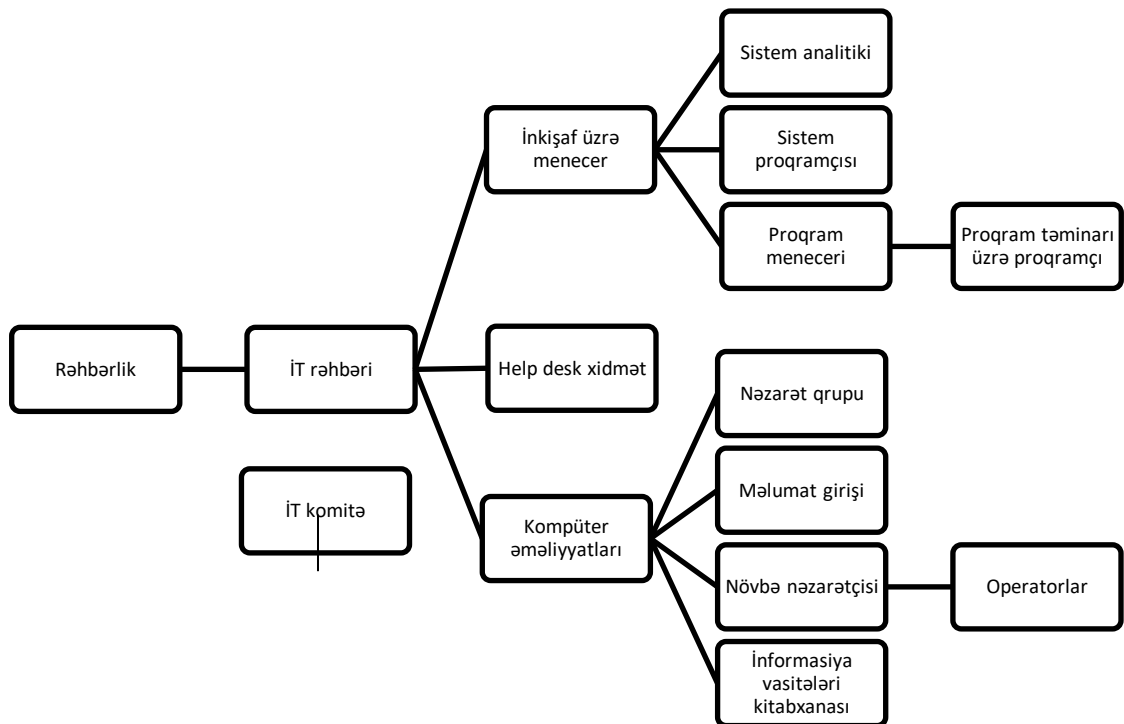 Sistem analitiki
İnkişaf üzrə
menecer
Sistem
proqramçısı
Proqram
meneceri
Proqram təminarı
üzrə proqramçı
Rəhbərlik
İT rəhbəri
Help desk xidmət
Nəzarət qrupu
İT komitə
Məlumat girişi
Kompüter
əməliyyatları
Növbə nəzarətçisi
Operatorlar
İnformasiya
vasitələri
kitabxanası